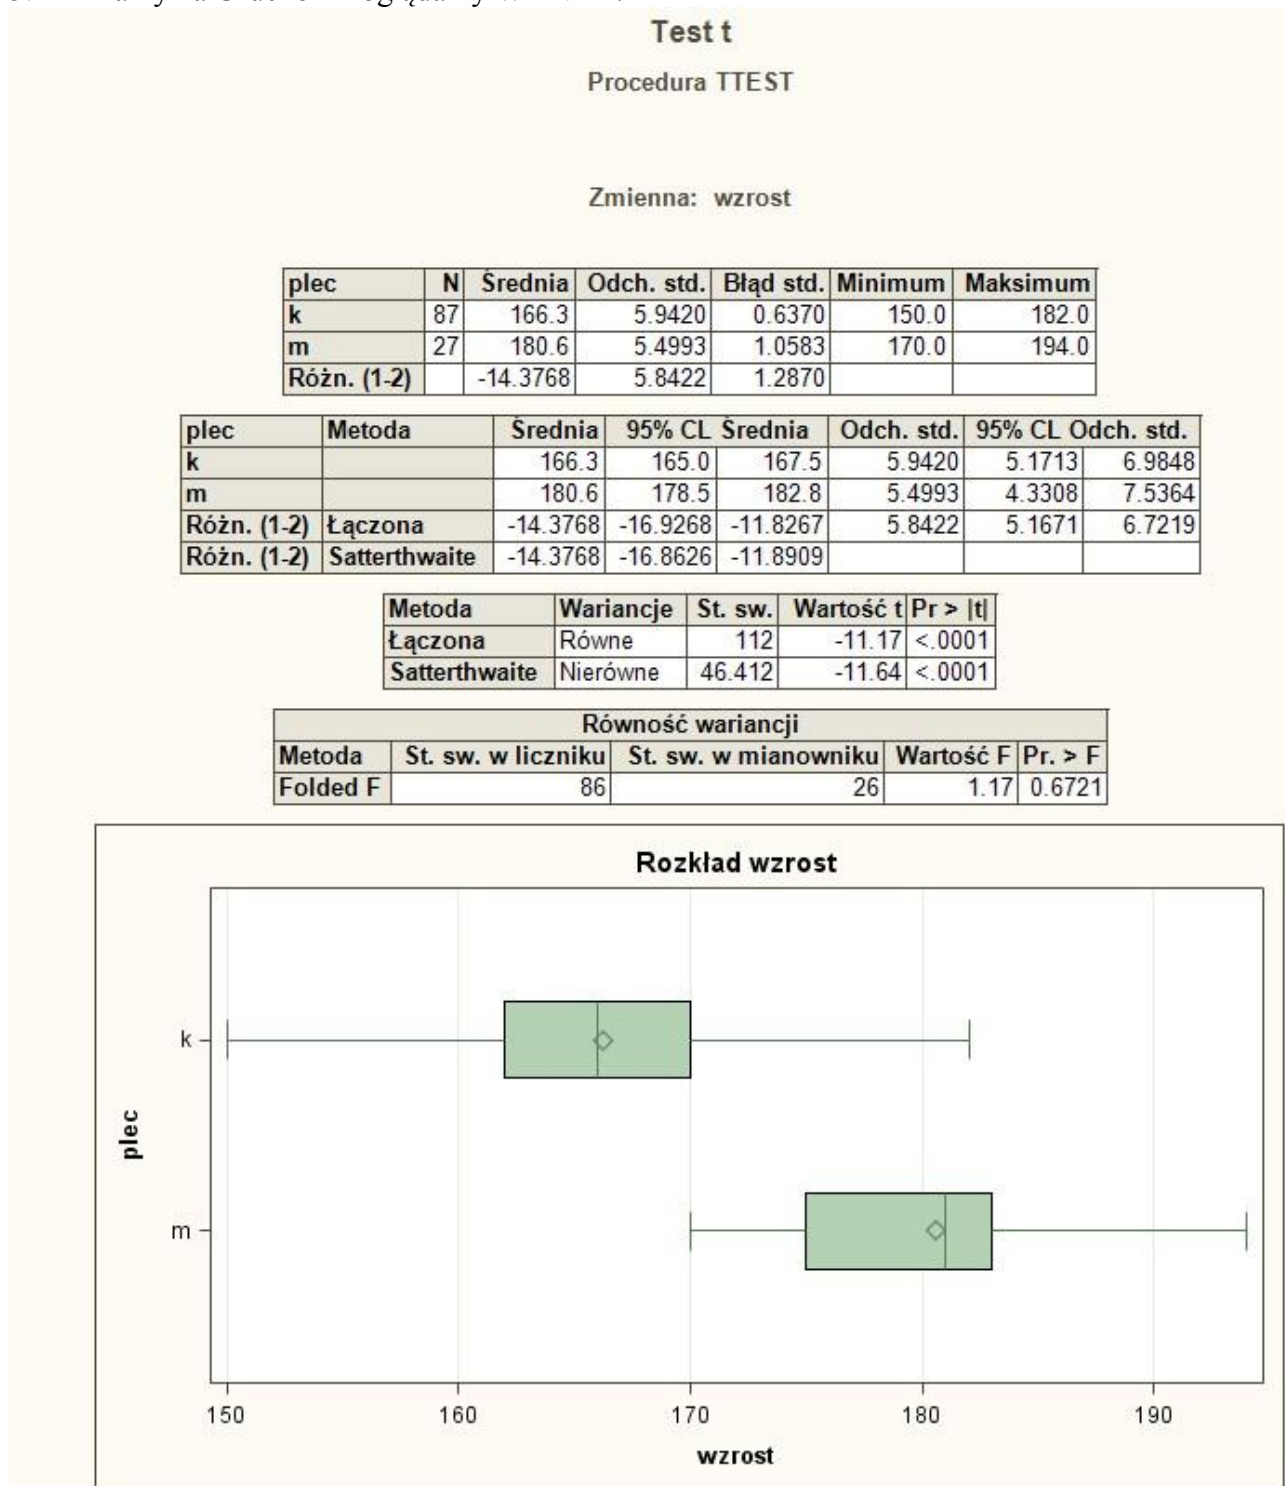 Test t
Procedura TTEST
Zmienna: wzrost
plec N Średnia Odch. std. Błąd std. Minimum Maksimum
k 87 166.3 5.9420 0.6370 150.0 182.0
m 27 180.6 5.4993 1.0583 170.0 194.0
Różn. (1-2) -14.3768 5.8422 1.2870
plec Metoda Średnia 95% CL Średnia Odch. std. 95% CL Odch. std.
k 166.3 165.0 167.5 5.9420 5.1713 6.9848
m 180.6 178.5 182.8 5.4993 4.3308 7.5364
Różn. (1-2) Łączona -14.3768 -16.9268 -11.8267 5.8422 5.1671 6.7219
Różn. (1-2) Satterthwaite -14.3768 -16.8626 -11.8909
Metoda Wariancje St. sw. Wartość t Pr > |t|
Łączona Równe 112 -11.17 <.0001
Satterthwaite Nierówne 46.412 -11.64 <.0001
Równość wariancji
Metoda St. sw. w liczniku St. sw. w mianowniku Wartość F Pr. > F
Folded F 86 26 1.17 0.6721
Rozkład wzrost
k
plec
m
150 160 170 180 190
wzrost